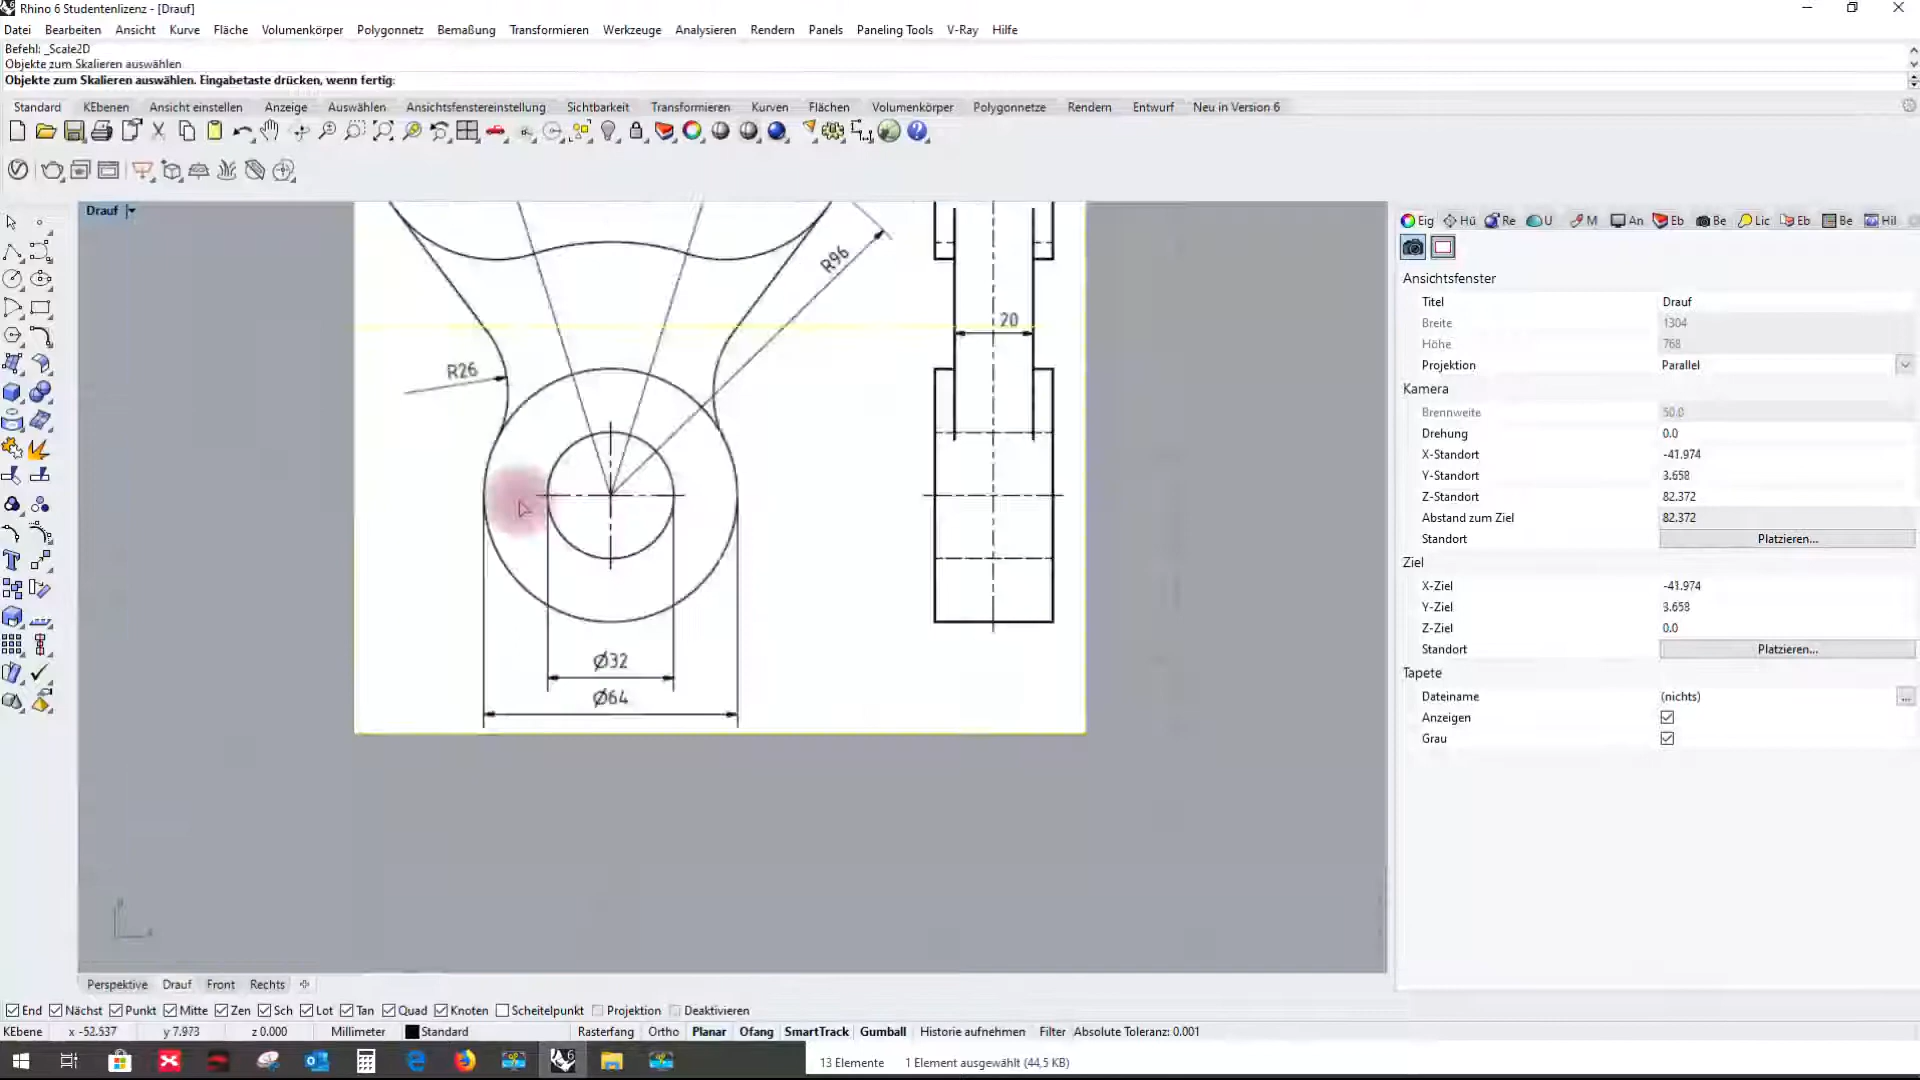 Rhino 6 Studentenlizenz - [Drauf]
Datei Bearbeiten Ansicht Kurve Fläche Volumenkörper Polygonnetz Bemaßung Transformieren Werkzeuge Analysieren Rendern Panels Paneling Tools V-Ray Hilfe
Befehl: _Scale2D
Objekte zum Skalieren auswählen
Objekte zum Skalieren auswählen. Eingabetaste drücken, wenn fertig:
Standard KEbenen Ansicht einstellen Anzeige Auswählen Ansichtsfenstereinstellung Sichtbarkeit Transformieren Kurven Flächen Volumenkörper Polygonnetze Rendern Entwurf Neu in Version 6
Drauf
R96
20
R26
Ø32
Ø64
Eig Hü Re U M An Eb Be Lic Eb Be Hil
Ansichtsfenster
Titel Drauf
Breite 1304
Höhe 768
Projektion Parallel
Kamera
Brennweite 50.0
Drehung 0.0
X-Standort -41.974
Y-Standort 3.658
Z-Standort 82.372
Abstand zum Ziel 82.372
Standort Platzieren...
Ziel
X-Ziel -41.974
Y-Ziel 3.658
Z-Ziel 0.0
Standort Platzieren...
Tapete
Dateiname (nichts) ...
Anzeigen
Grau
Perspektive Drauf Front Rechts
End Nächst Punkt Mitte Zen Sch Lot Tan Quad Knoten Scheitelpunkt Projektion Deaktivieren
KEbene x -52.537 y 7.973 z 0.000 Millimeter Standard Rasterfang Ortho Planar Ofang SmartTrack Gumball Historie aufnehmen Filter Absolute Toleranz: 0.001
13 Elemente 1 Element ausgewählt (44,5 KB)